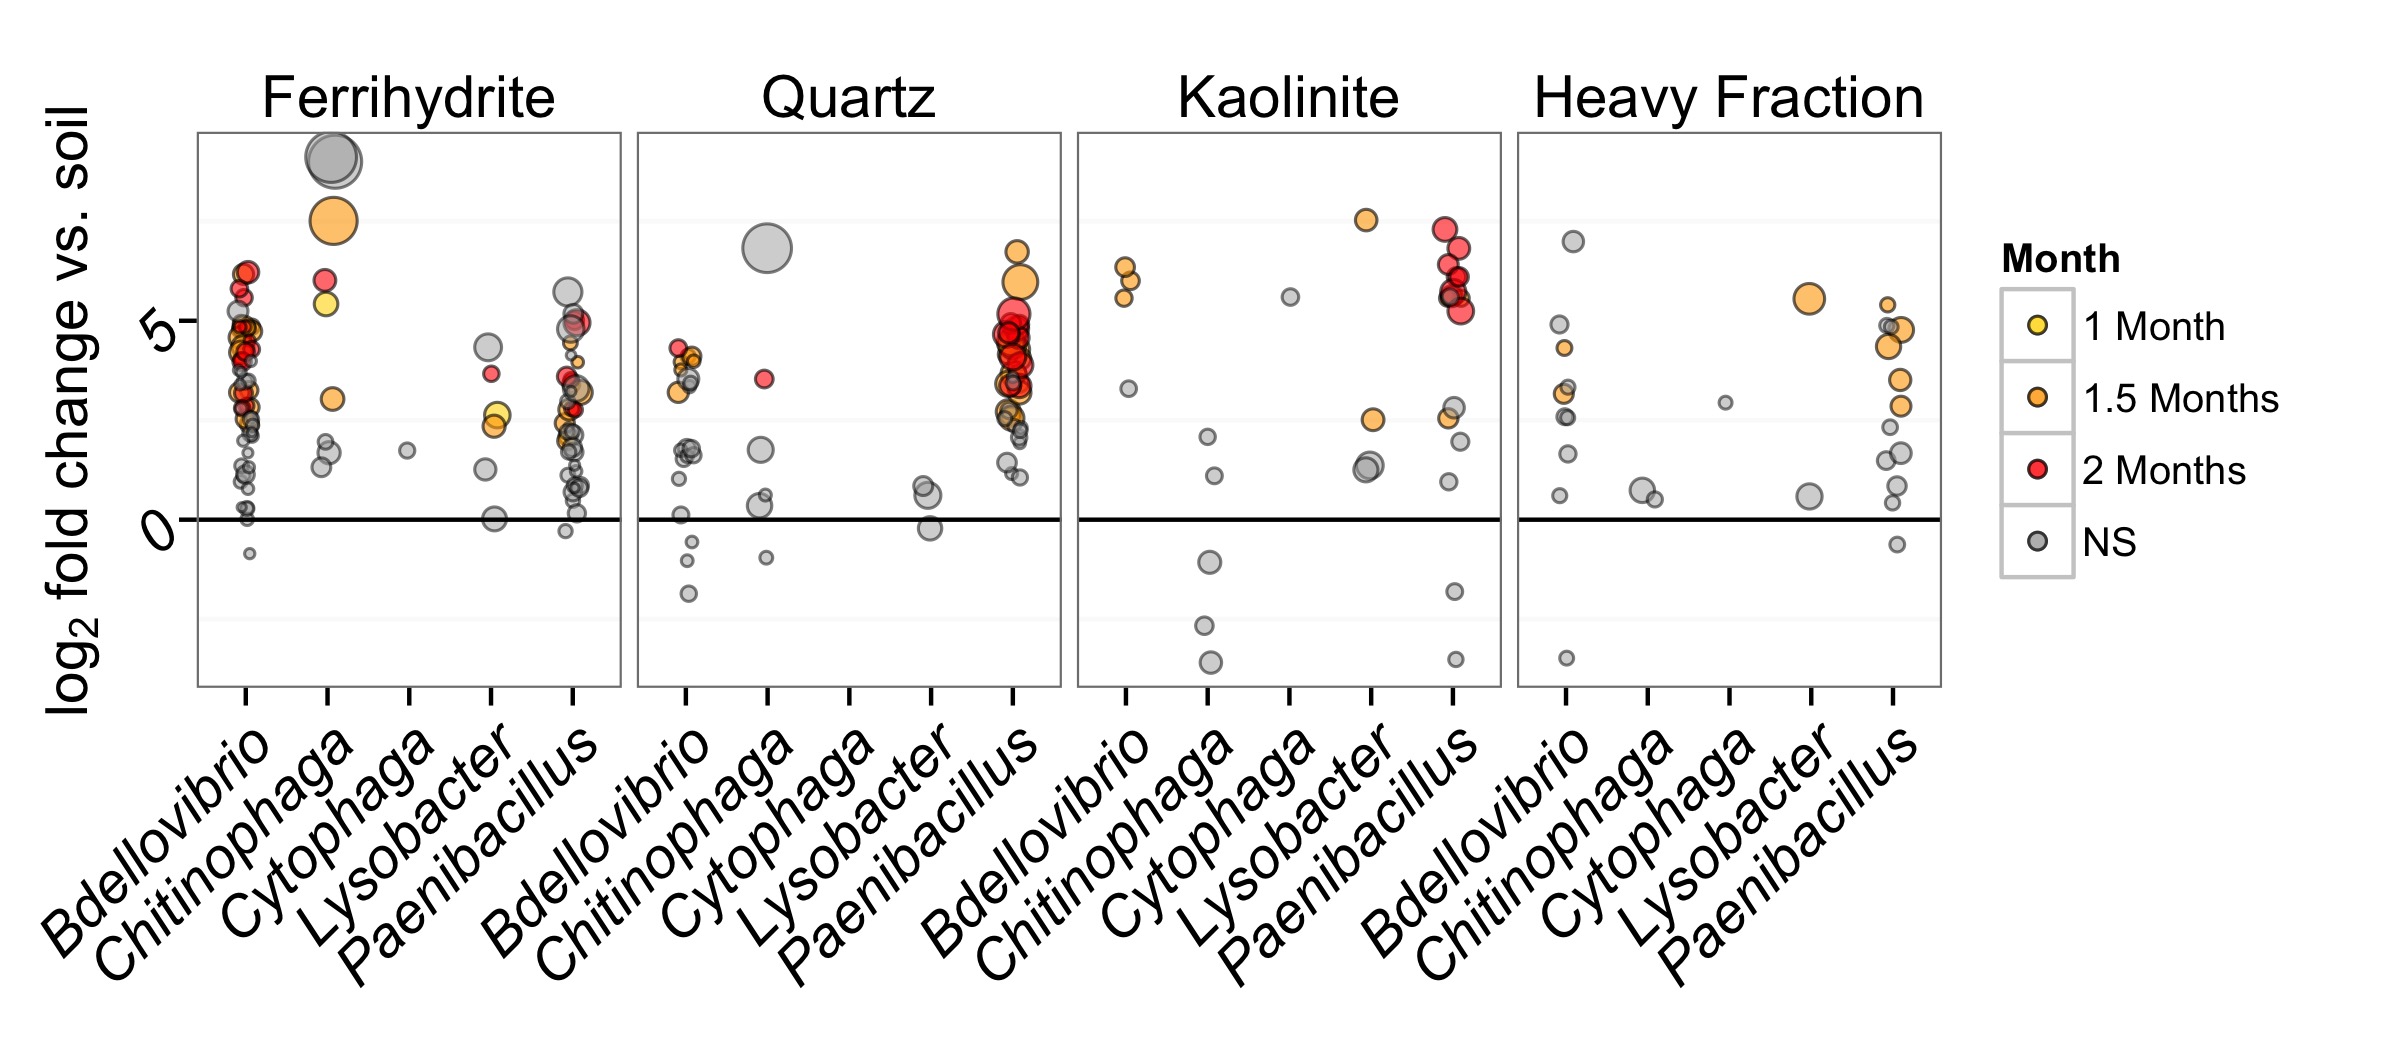 Ferrihydrite Quartz Kaolinite Heavy Fraction
log2 fold change vs. soil
5
0
Bdellovibrio
Chitinophaga
Cytophaga
Lysobacter
Paenibacillus
Bdellovibrio
Chitinophaga
Cytophaga
Lysobacter
Paenibacillus
Bdellovibrio
Chitinophaga
Cytophaga
Lysobacter
Paenibacillus
Bdellovibrio
Chitinophaga
Cytophaga
Lysobacter
Paenibacillus
Month
1 Month
1.5 Months
2 Months
NS